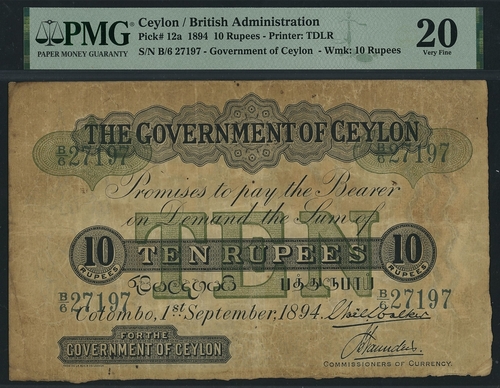 PMG
PAPER MONEY GUARANTY
Ceylon / British Administration
Pick# 12a 1894 10 Rupees - Printer: TDLR
S/N B/6 27197 - Government of Ceylon - Wmk: 10 Rupees
20
Very Fine
THE GOVERNMENT OF CEYLON
B/6 27197 B/6 27197
Promises to pay the Bearer
on Demand the Sum of
TEN
10 RUPEES TEN RUPEES 10 RUPEES
பத்துரூபாய்
B/6 27197 B/6 27197
Colombo, 1st September, 1894.
FOR THE
GOVERNMENT OF CEYLON
COMMISSIONERS OF CURRENCY.